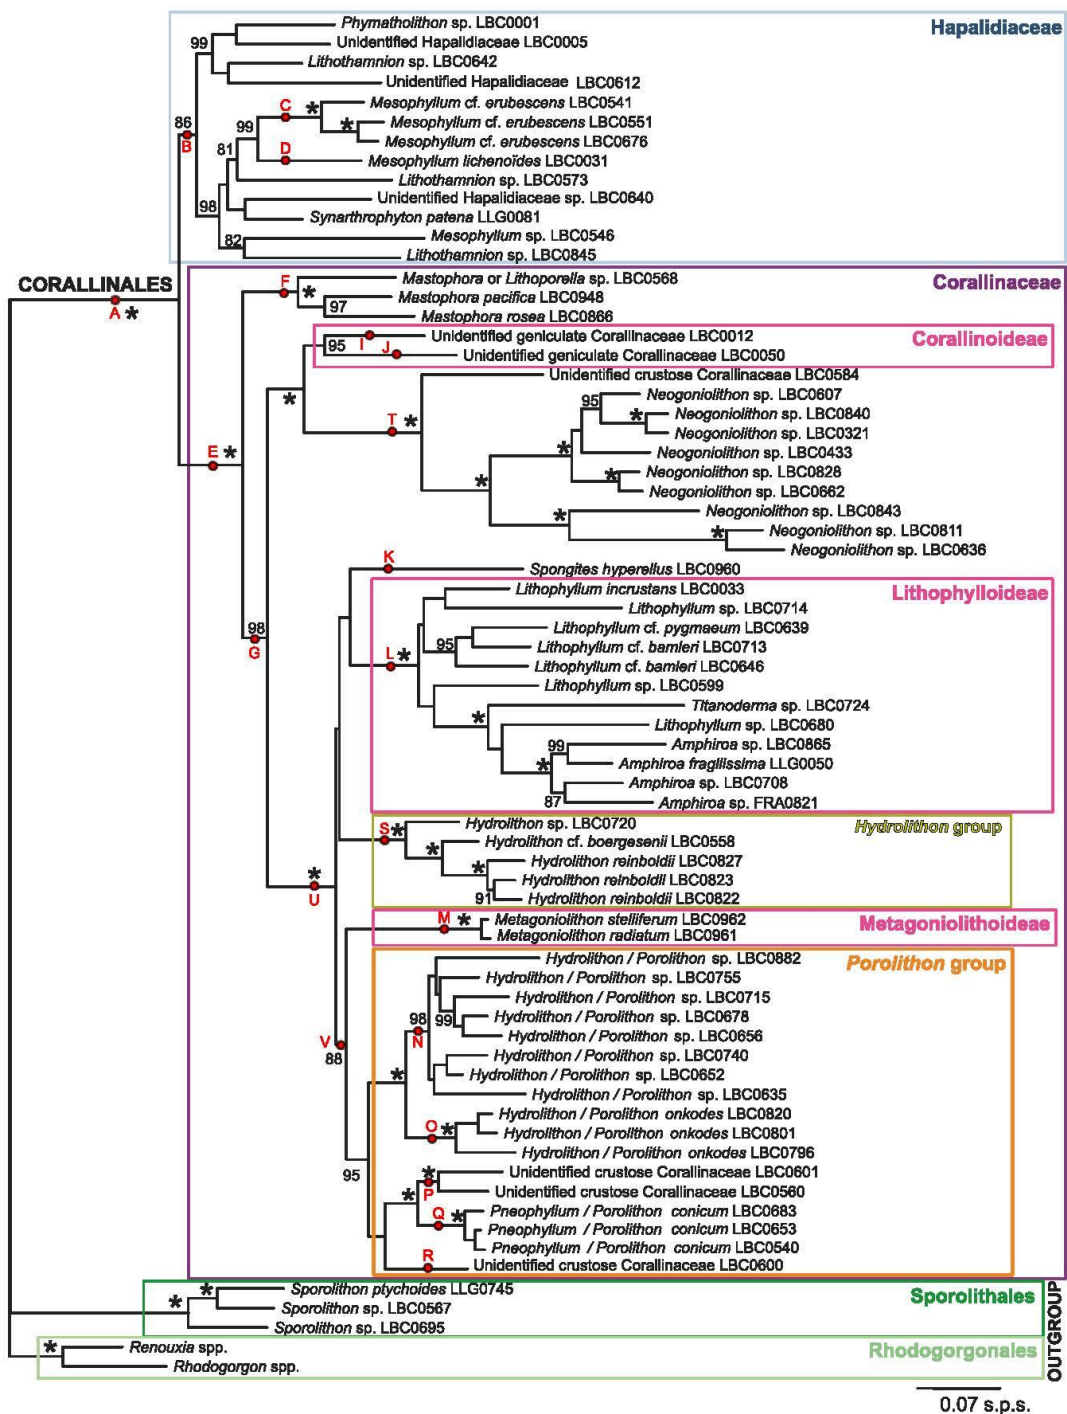 Hapalidiaceae
Phymatholithon sp. LBC0001
99
Unidentified Hapalidiaceae LBC0005
Lithothamnion sp. LBC0642
Unidentified Hapalidiaceae LBC0612
C
*
Mesophyllum cf. erubescens LBC0541
86
B
99
*
Mesophyllum cf. erubescens LBC0551
Mesophyllum cf. erubescens LBC0676
81
D
Mesophyllum lichenoïdes LBC0031
Lithothamnion sp. LBC0573
98
Unidentified Hapalidiaceae sp. LBC0640
Synarthrophyton patena LLG0081
82
Mesophyllum sp. LBC0546
Lithothamnion sp. LBC0845
CORALLINALES
A *
Corallinaceae
F
*
Mastophora or Lithoporella sp. LBC0568
97
Mastophora pacifica LBC0948
Mastophora rosea LBC0866
Corallinoideae
95
I
Unidentified geniculate Corallinaceae LBC0012
J
Unidentified geniculate Corallinaceae LBC0050
*
Unidentified crustose Corallinaceae LBC0584
T *
95
Neogoniolithon sp. LBC0607
*
Neogoniolithon sp. LBC0840
Neogoniolithon sp. LBC0321
E *
*
Neogoniolithon sp. LBC0433
*
*
Neogoniolithon sp. LBC0828
Neogoniolithon sp. LBC0662
*
Neogoniolithon sp. LBC0843
*
Neogoniolithon sp. LBC0811
Neogoniolithon sp. LBC0636
K
Spongites hyperellus LBC0960
Lithophylloideae
Lithophyllum incrustans LBC0033
Lithophyllum sp. LBC0714
98
G
95
Lithophyllum cf. pygmaeum LBC0639
Lithophyllum cf. bamleri LBC0713
L *
Lithophyllum cf. bamleri LBC0646
Lithophyllum sp. LBC0599
*
Titanoderma sp. LBC0724
Lithophyllum sp. LBC0680
99
Amphiroa sp. LBC0865
*
Amphiroa fragilissima LLG0050
Amphiroa sp. LBC0708
87
Amphiroa sp. FRA0821
Hydrolithon group
S *
Hydrolithon sp. LBC0720
*
Hydrolithon cf. boergesenii LBC0558
*
Hydrolithon reinboldii LBC0827
Hydrolithon reinboldii LBC0823
91
Hydrolithon reinboldii LBC0822
*
U
Metagoniolithoideae
M *
Metagoniolithon stelliferum LBC0962
Metagoniolithon radiatum LBC0961
Porolithon group
Hydrolithon / Porolithon sp. LBC0882
Hydrolithon / Porolithon sp. LBC0755
Hydrolithon / Porolithon sp. LBC0715
98
N
99
Hydrolithon / Porolithon sp. LBC0678
Hydrolithon / Porolithon sp. LBC0656
V
88
Hydrolithon / Porolithon sp. LBC0740
*
Hydrolithon / Porolithon sp. LBC0652
Hydrolithon / Porolithon sp. LBC0635
Hydrolithon / Porolithon onkodes LBC0820
O *
Hydrolithon / Porolithon onkodes LBC0801
Hydrolithon / Porolithon onkodes LBC0796
95
*
P
Unidentified crustose Corallinaceae LBC0601
*
Unidentified crustose Corallinaceae LBC0560
Q *
Pneophyllum / Porolithon conicum LBC0683
Pneophyllum / Porolithon conicum LBC0653
Pneophyllum / Porolithon conicum LBC0540
R
Unidentified crustose Corallinaceae LBC0600
OUTGROUP
Sporolithales
*
*
Sporolithon ptychoides LLG0745
Sporolithon sp. LBC0567
Sporolithon sp. LBC0695
Rhodogorgonales
*
Renouxia spp.
Rhodogorgon spp.
0.07 s.p.s.